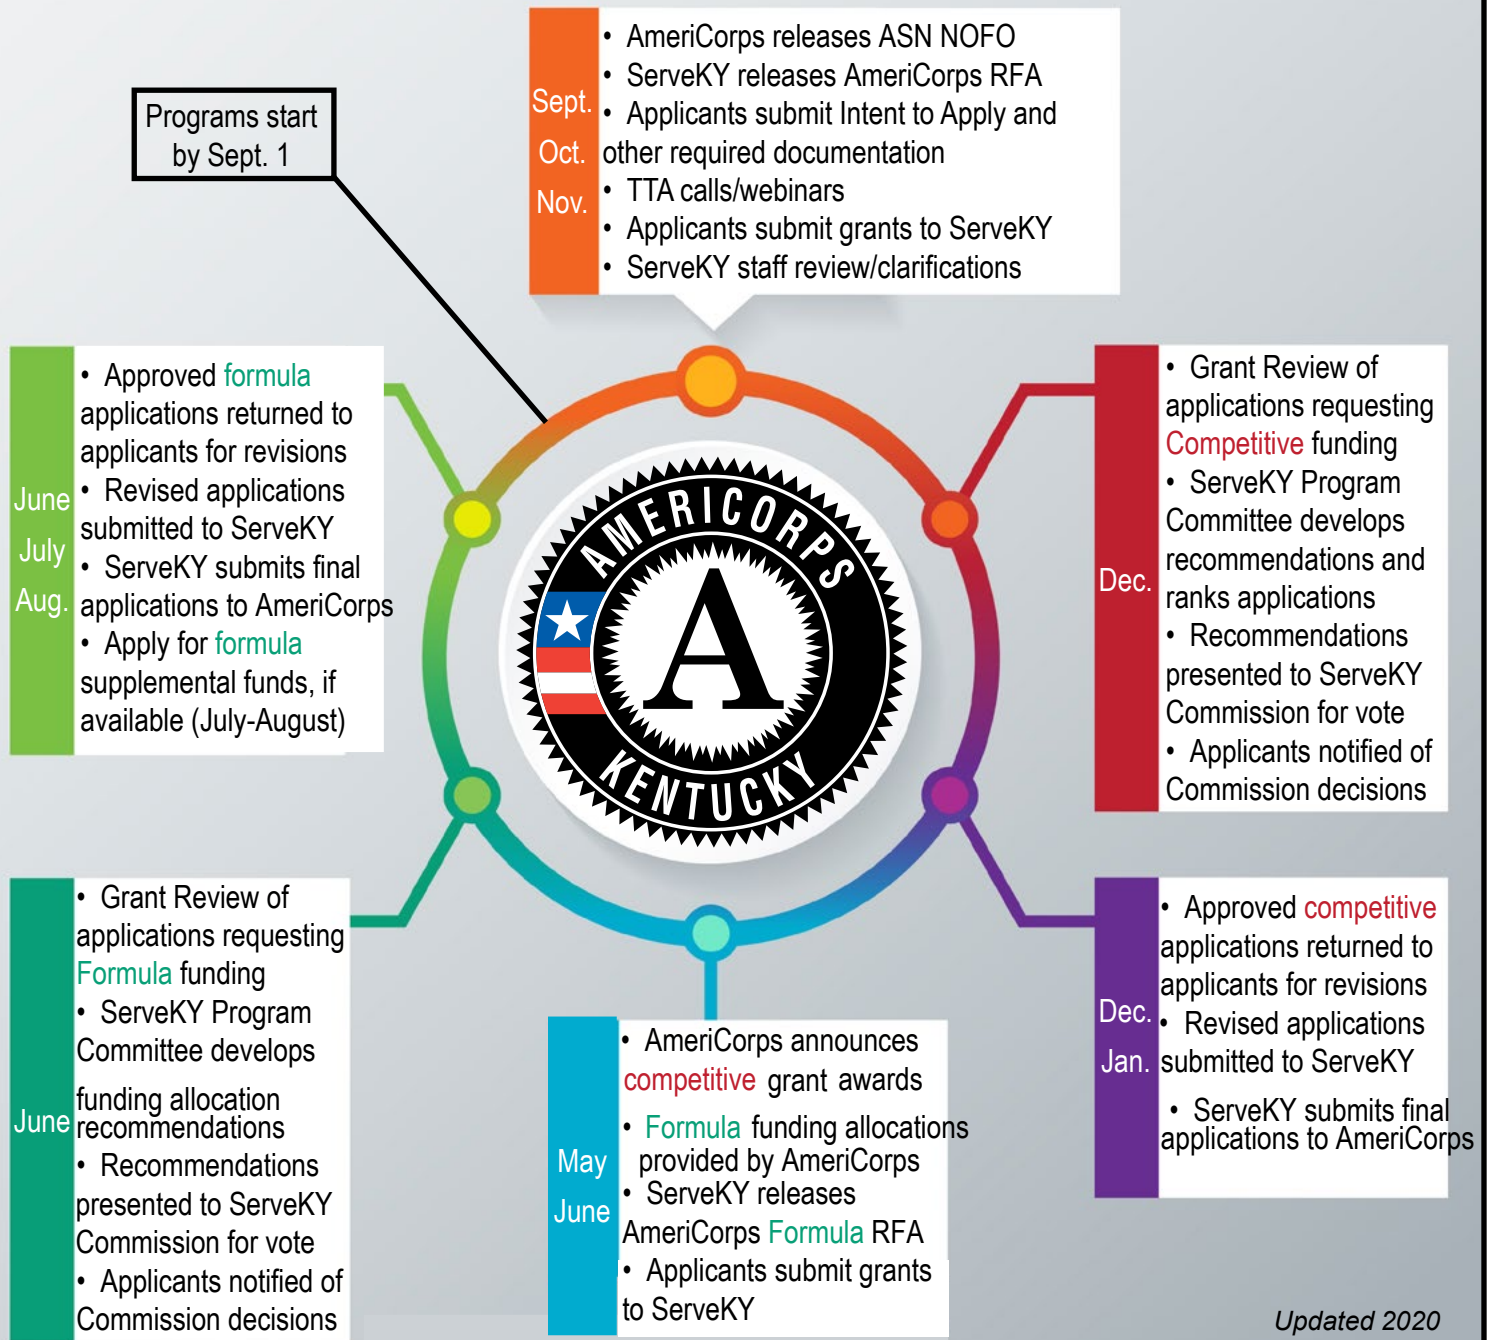 Sept.
Oct.
Nov.
• AmeriCorps releases ASN NOFO
• ServeKY releases AmeriCorps RFA
• Applicants submit Intent to Apply and
other required documentation
• TTA calls/webinars
• Applicants submit grants to ServeKY
• ServeKY staff review/clarifications
Programs start
by Sept. 1
Dec.
• Grant Review of
applications requesting
Competitive funding
• ServeKY Program
Committee develops
recommendations and
ranks applications
• Recommendations
presented to ServeKY
Commission for vote
• Applicants notified of
Commission decisions
Dec.
Jan.
• Approved competitive
applications returned to
applicants for revisions
• Revised applications
submitted to ServeKY
• ServeKY submits final
applications to AmeriCorps
May
June
• AmeriCorps announces
competitive grant awards
• Formula funding allocations
provided by AmeriCorps
• ServeKY releases
AmeriCorps Formula RFA
• Applicants submit grants
to ServeKY
June
• Grant Review of
applications requesting
Formula funding
• ServeKY Program
Committee develops
funding allocation
recommendations
• Recommendations
presented to ServeKY
Commission for vote
• Applicants notified of
Commission decisions
June
July
Aug.
• Approved formula
applications returned to
applicants for revisions
• Revised applications
submitted to ServeKY
• ServeKY submits final
applications to AmeriCorps
• Apply for formula
supplemental funds, if
available (July-August)
AMERICORPS
A
KENTUCKY
Updated 2020